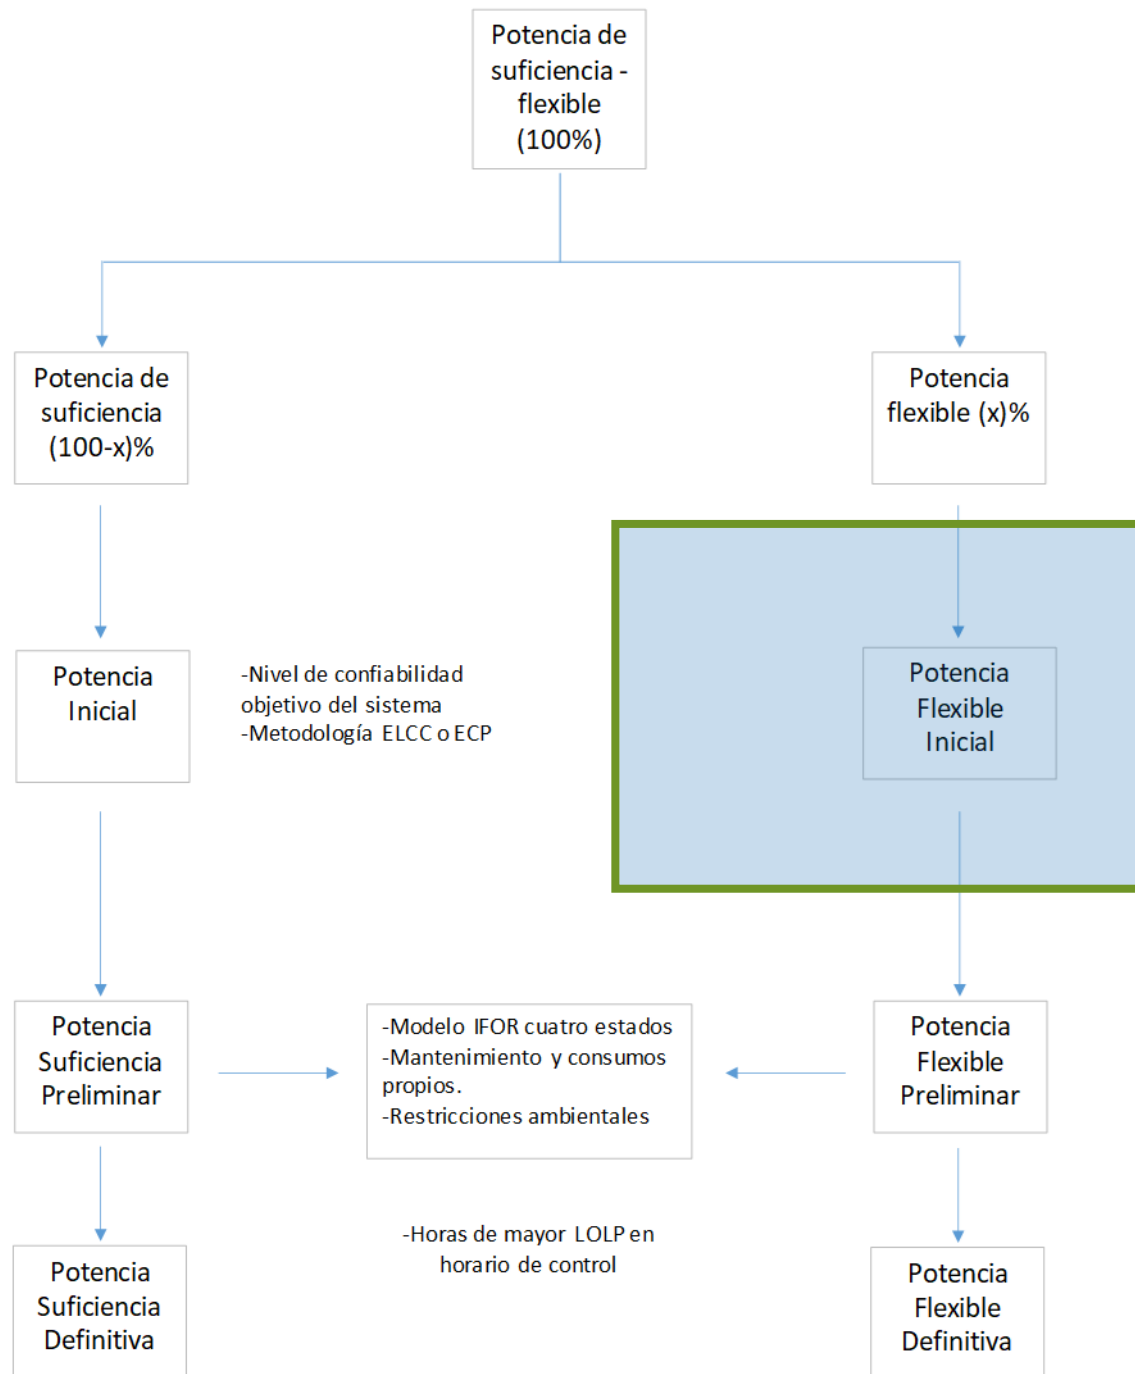 Potencia de
suficiencia -
flexible
(100%)
Potencia de
suficiencia
(100-x)%
Potencia
flexible (x)%
Potencia
Inicial
-Nivel de confiabilidad
objetivo del sistema
-Metodología ELCC o ECP
Potencia
Flexible
Inicial
Potencia
Suficiencia
Preliminar
-Modelo IFOR cuatro estados
-Mantenimiento y consumos
propios.
-Restricciones ambientales
Potencia
Flexible
Preliminar
-Horas de mayor LOLP en
horario de control
Potencia
Suficiencia
Definitiva
Potencia
Flexible
Definitiva